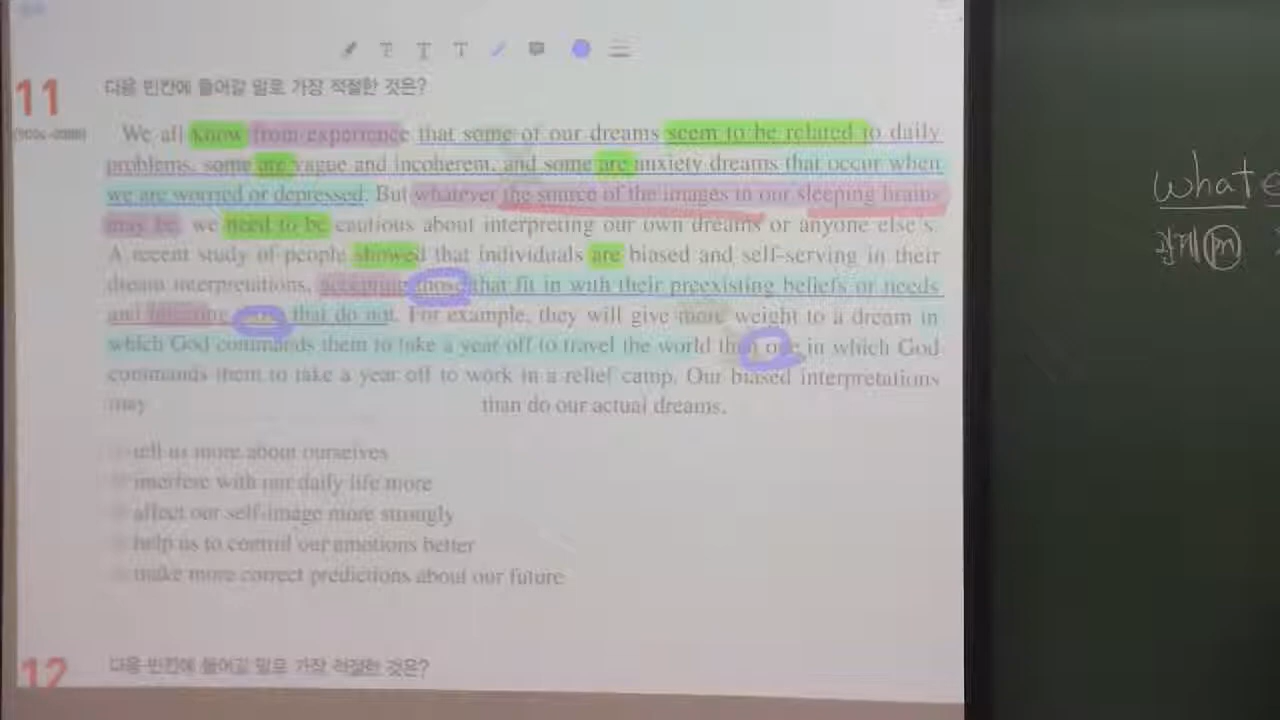 11
다음 빈칸에 들어갈 말로 가장 적절한 것은?
We all know from experience that some of our dreams seem to be related to daily
problems, some are vague and incoherent, and some are anxiety dreams that occur when
we are worried or depressed. But whatever the source of the images in our sleeping brains
may be, we need to be cautious about interpreting our own dreams or anyone else's.
A recent study of people showed that individuals are biased and self-serving in their
dream interpretations, accepting those that fit in with their preexisting beliefs or needs
and rejecting those that do not. For example, they will give more weight to a dream in
which God commands them to take a year off to travel the world than one in which God
commands them to take a year off to work in a relief camp. Our biased interpretations
may than do our actual dreams.
tell us more about ourselves
interfere with our daily life more
affect our self-image more strongly
help us to control our emotions better
make more correct predictions about our future
12
다음 빈칸에 들어갈 말로 가장 적절한 것은?
what
관계